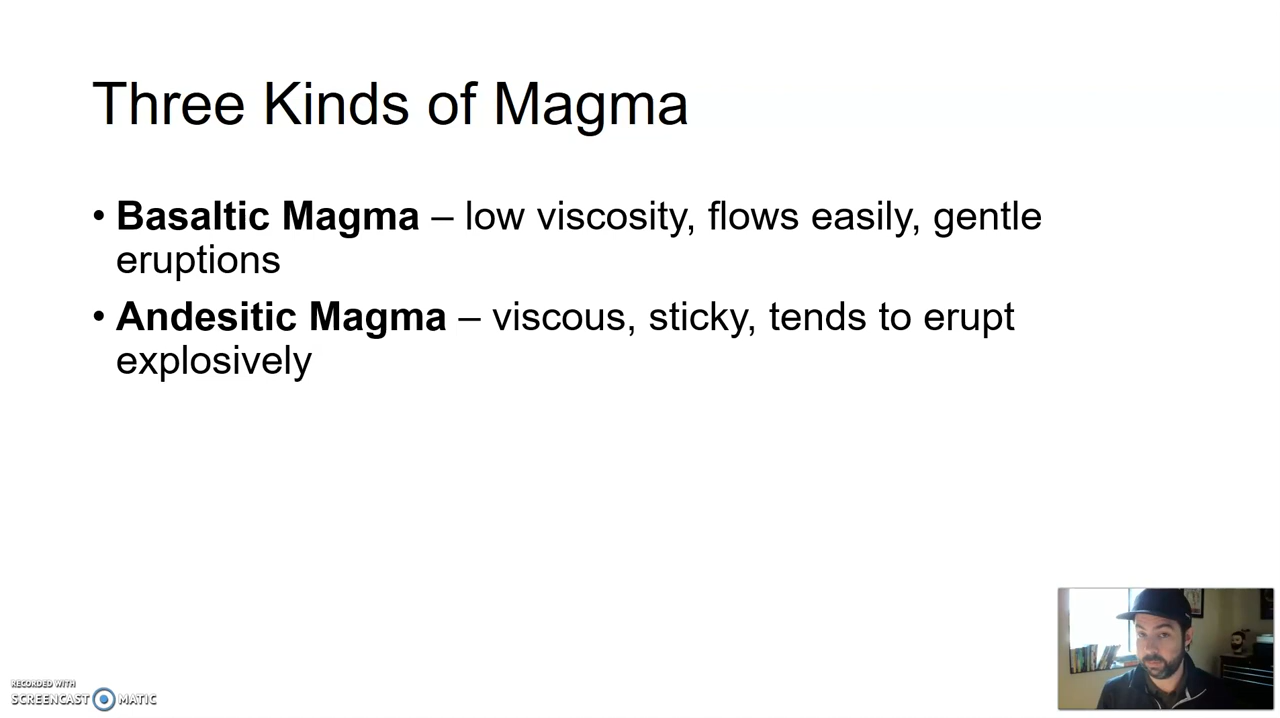 Three Kinds of Magma
• Basaltic Magma – low viscosity, flows easily, gentle
eruptions
• Andesitic Magma – viscous, sticky, tends to erupt
explosively
RECORDED WITH
SCREENCAST MATIC